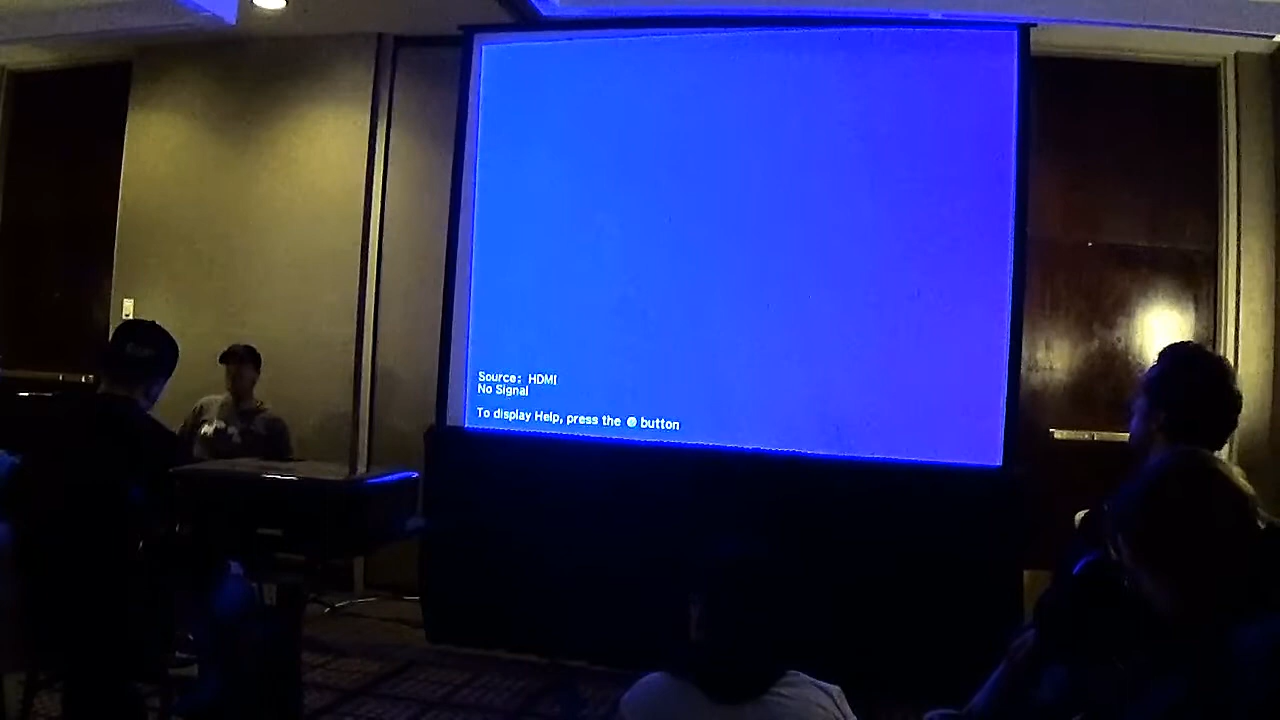 Source: HDMI
No Signal
To display Help, press the button